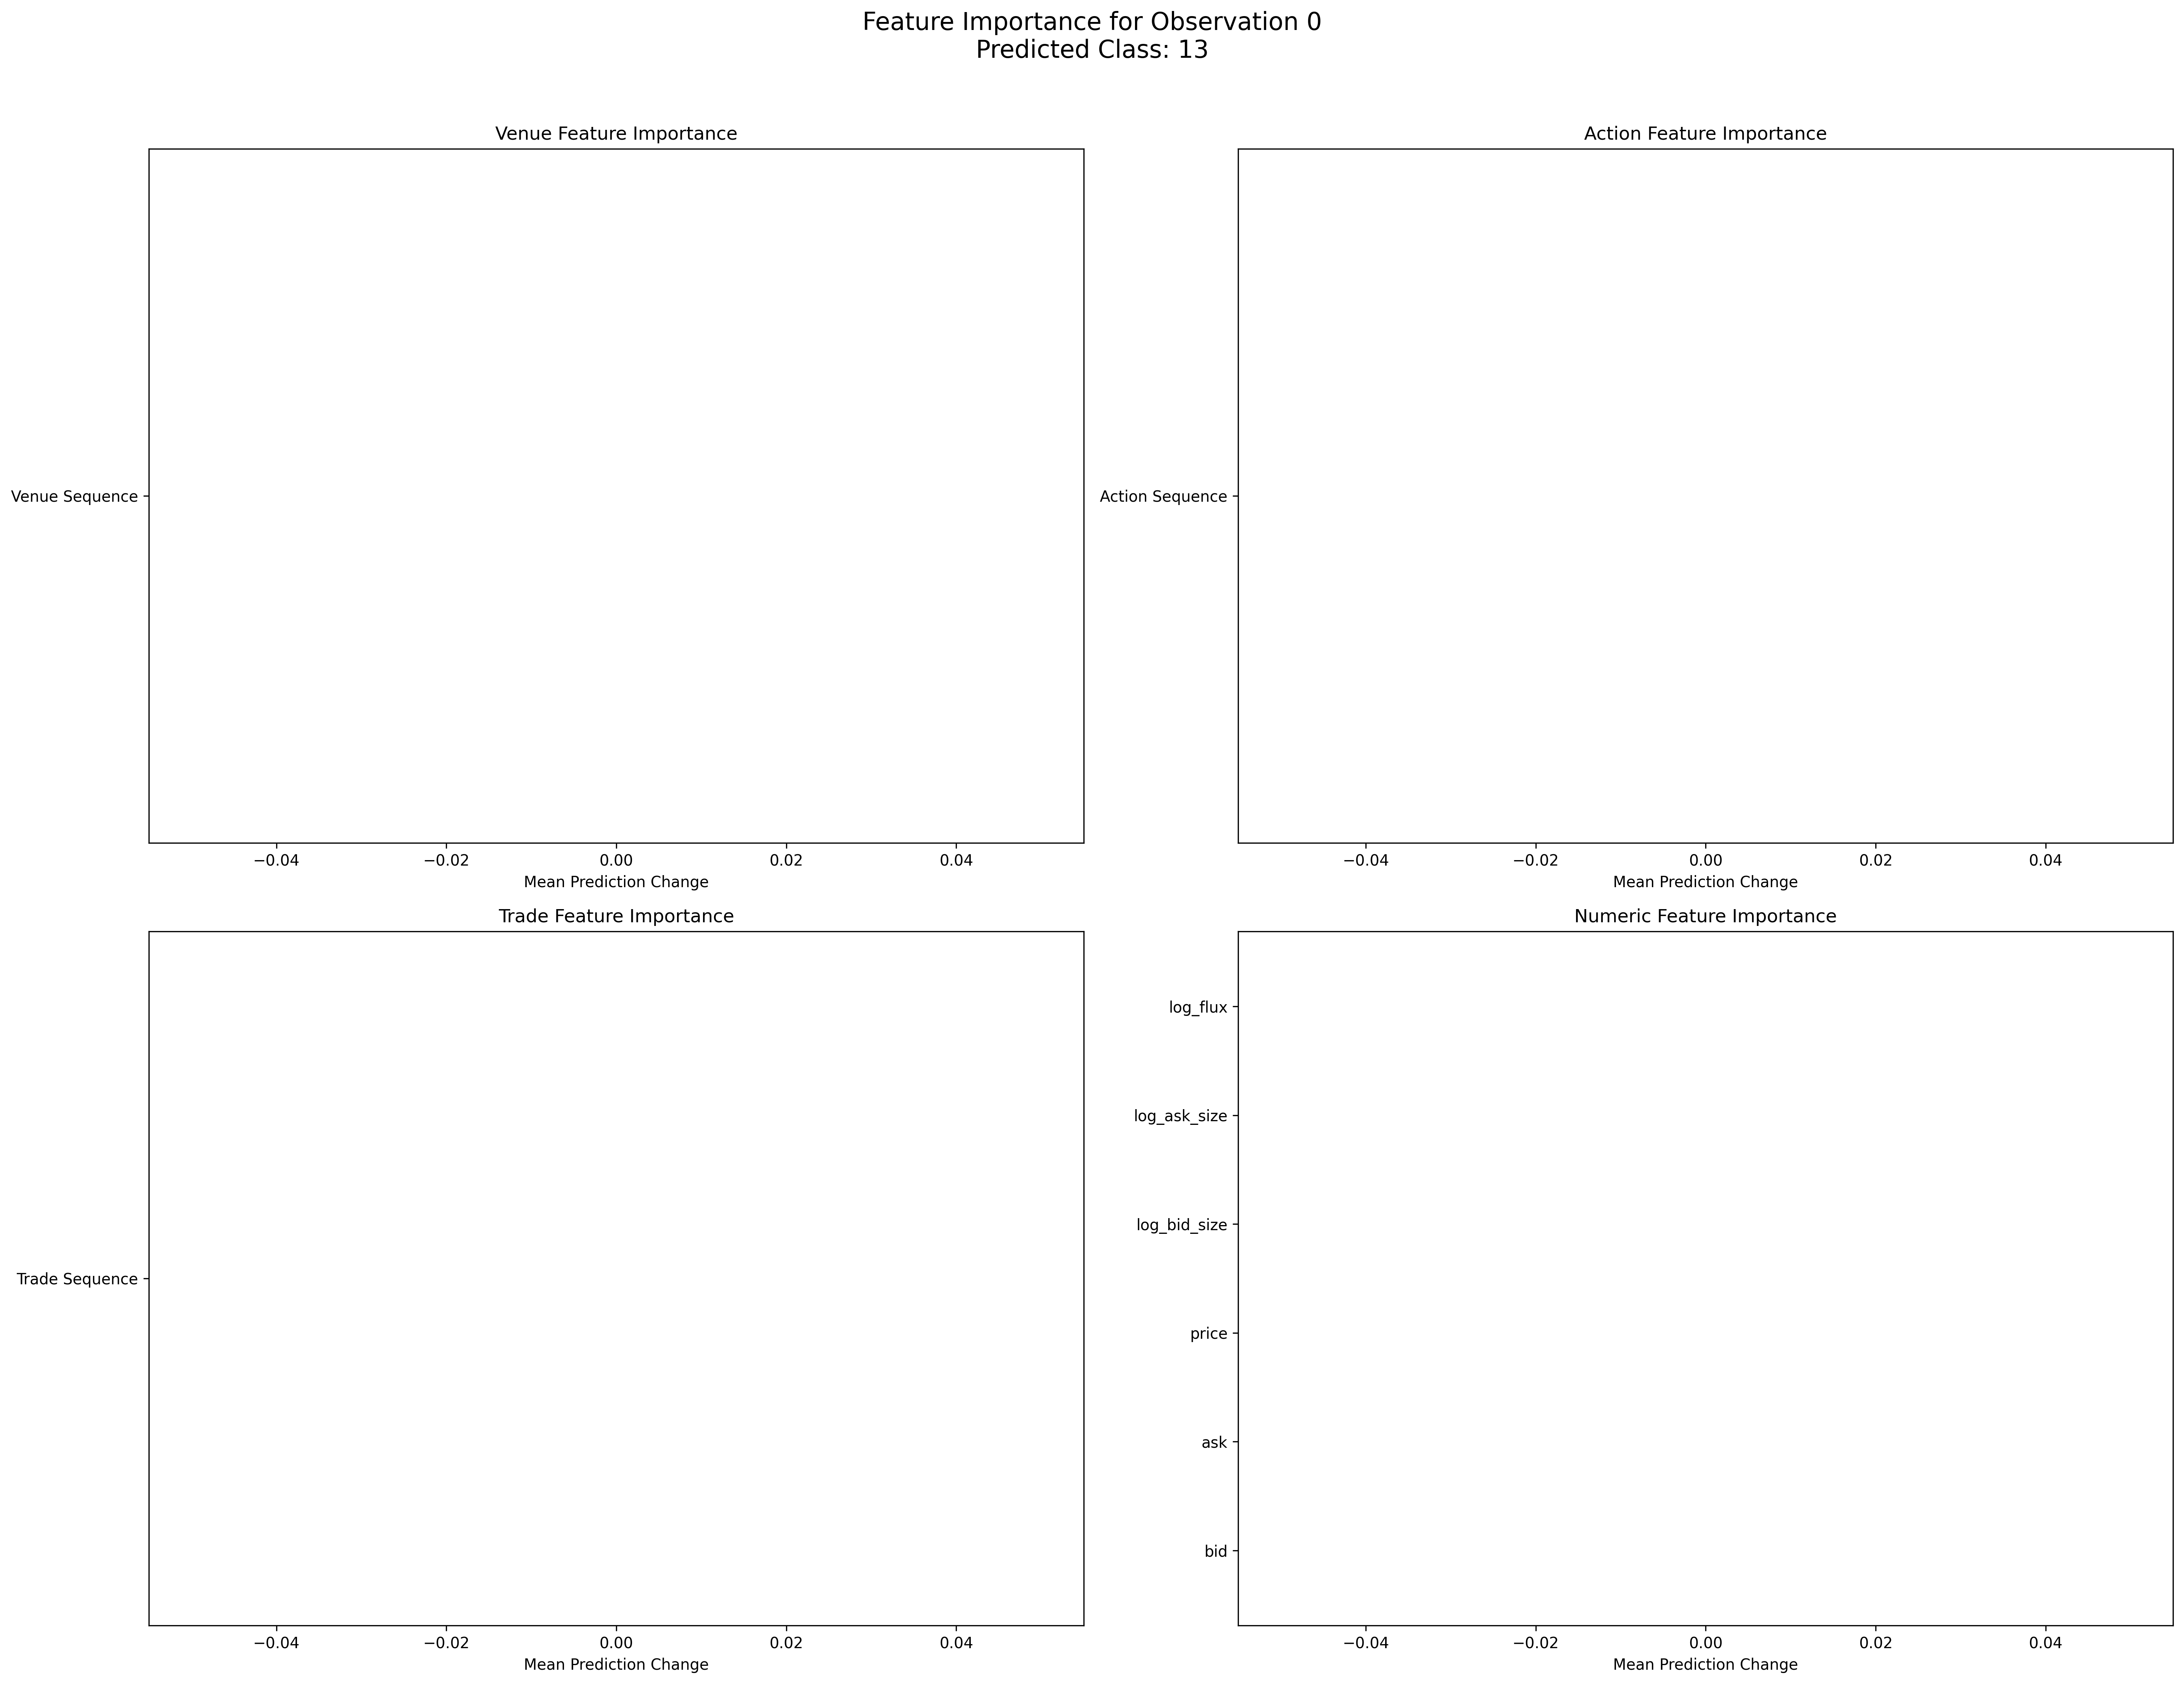 Feature Importance for Observation 0
Predicted Class: 13
Venue Feature Importance
Venue Sequence
−0.04 −0.02 0.00 0.02 0.04
Mean Prediction Change
Action Feature Importance
Action Sequence
−0.04 −0.02 0.00 0.02 0.04
Mean Prediction Change
Trade Feature Importance
Trade Sequence
−0.04 −0.02 0.00 0.02 0.04
Mean Prediction Change
Numeric Feature Importance
log_flux
log_ask_size
log_bid_size
price
ask
bid
−0.04 −0.02 0.00 0.02 0.04
Mean Prediction Change